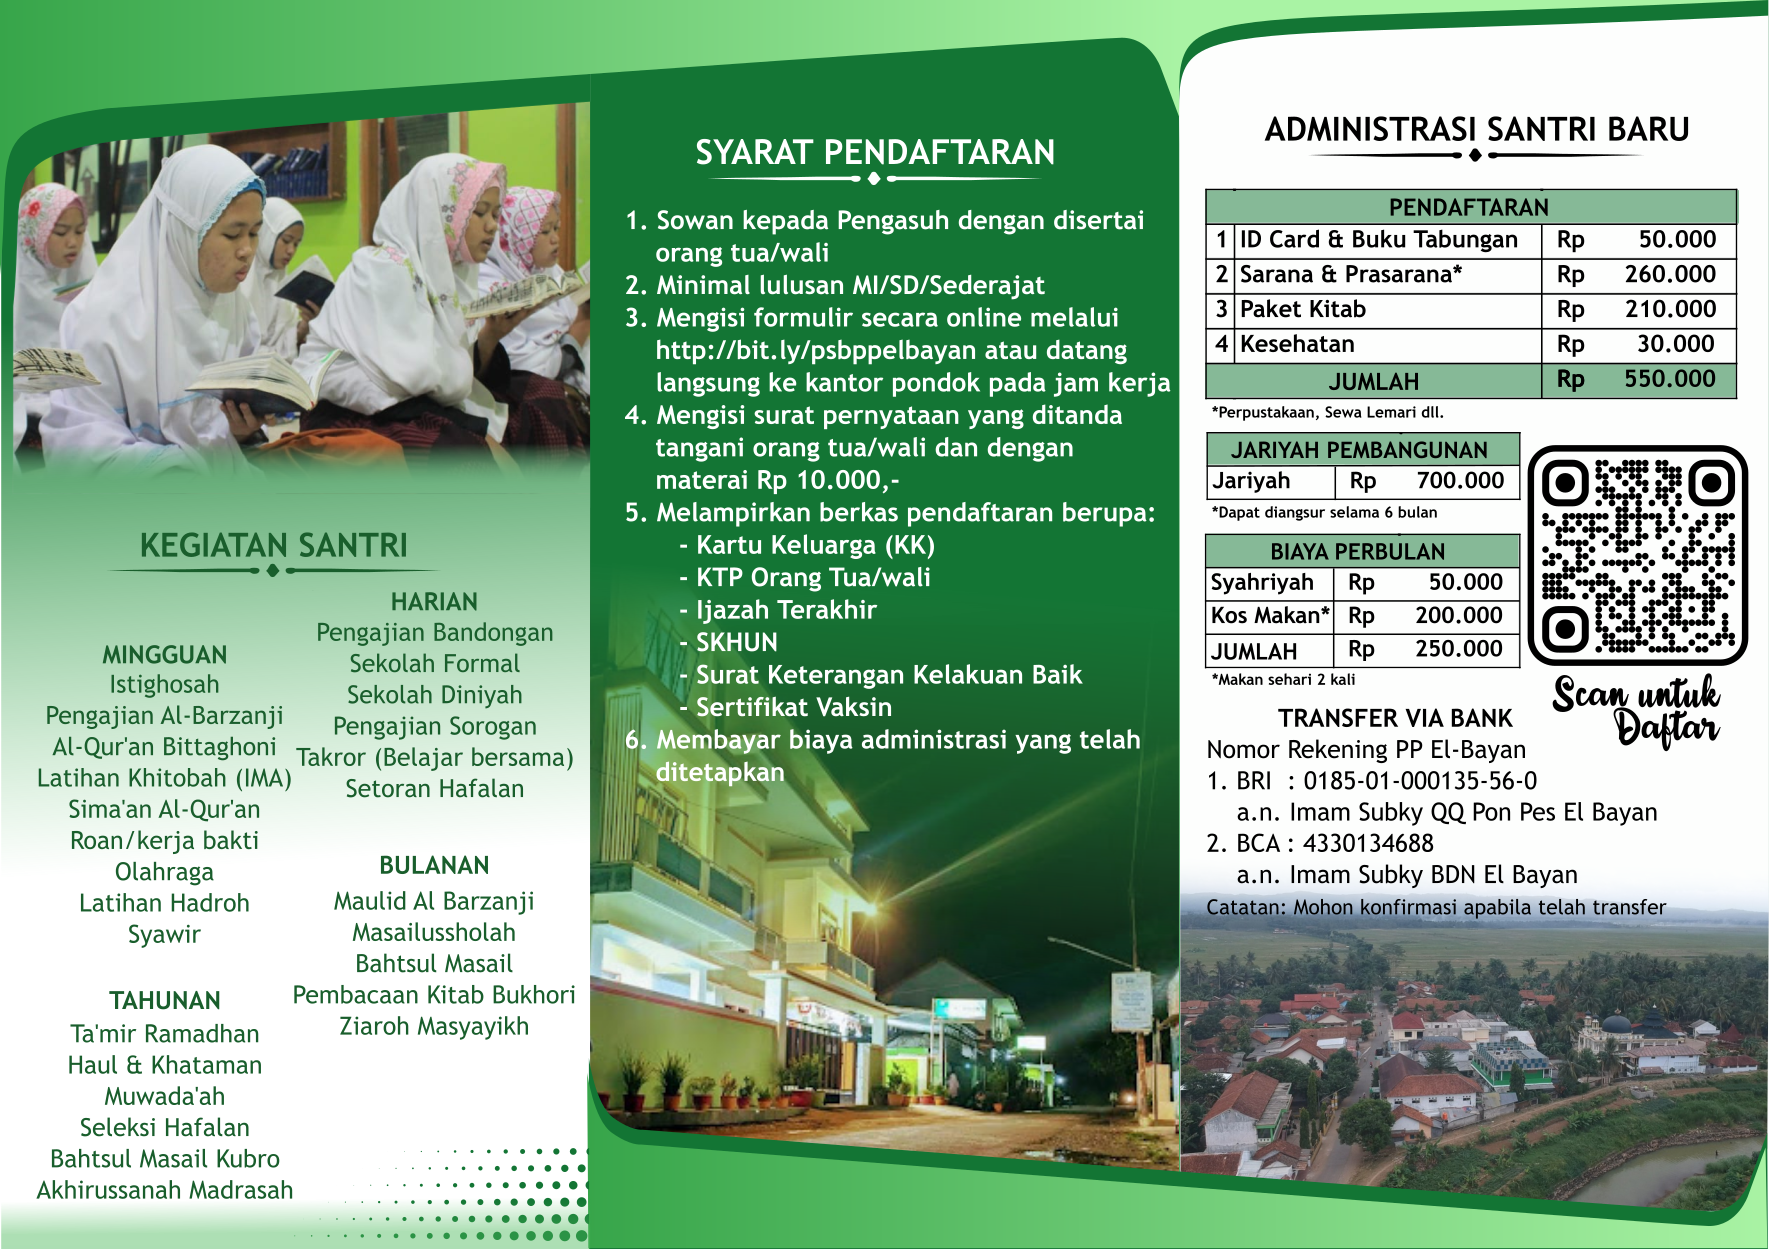 KEGIATAN SANTRI
MINGGUAN
Istighosah
Pengajian Al-Barzanji
Al-Qur'an Bittaghoni
Latihan Khitobah (IMA)
Sima'an Al-Qur'an
Roan/kerja bakti
Olahraga
Latihan Hadroh
Syawir
TAHUNAN
Ta'mir Ramadhan
Haul & Khataman
Muwada'ah
Seleksi Hafalan
Bahtsul Masail Kubro
Akhirussanah Madrasah
HARIAN
Pengajian Bandongan
Sekolah Formal
Sekolah Diniyah
Pengajian Sorogan
Takror (Belajar bersama)
Setoran Hafalan
BULANAN
Maulid Al Barzanji
Masailussholah
Bahtsul Masail
Pembacaan Kitab Bukhori
Ziaroh Masyayikh
SYARAT PENDAFTARAN
1. Sowan kepada Pengasuh dengan disertai
orang tua/wali
2. Minimal lulusan MI/SD/Sederajat
3. Mengisi formulir secara online melalui
http://bit.ly/psbppelbayan atau datang
langsung ke kantor pondok pada jam kerja
4. Mengisi surat pernyataan yang ditanda
tangani orang tua/wali dan dengan
materai Rp 10.000,-
5. Melampirkan berkas pendaftaran berupa:
- Kartu Keluarga (KK)
- KTP Orang Tua/wali
- Ijazah Terakhir
- SKHUN
- Surat Keterangan Kelakuan Baik
- Sertifikat Vaksin
6. Membayar biaya administrasi yang telah
ditetapkan
ADMINISTRASI SANTRI BARU
PENDAFTARAN
1 ID Card & Buku Tabungan Rp 50.000
2 Sarana & Prasarana* Rp 260.000
3 Paket Kitab Rp 210.000
4 Kesehatan Rp 30.000
JUMLAH Rp 550.000
*Perpustakaan, Sewa Lemari dll.
JARIYAH PEMBANGUNAN
Jariyah Rp 700.000
*Dapat diangsur selama 6 bulan
BIAYA PERBULAN
Syahriyah Rp 50.000
Kos Makan* Rp 200.000
JUMLAH Rp 250.000
*Makan sehari 2 kali
Scan untuk
Daftar
TRANSFER VIA BANK
Nomor Rekening PP El-Bayan
1. BRI : 0185-01-000135-56-0
a.n. Imam Subky QQ Pon Pes El Bayan
2. BCA : 4330134688
a.n. Imam Subky BDN El Bayan
Catatan: Mohon konfirmasi apabila telah transfer